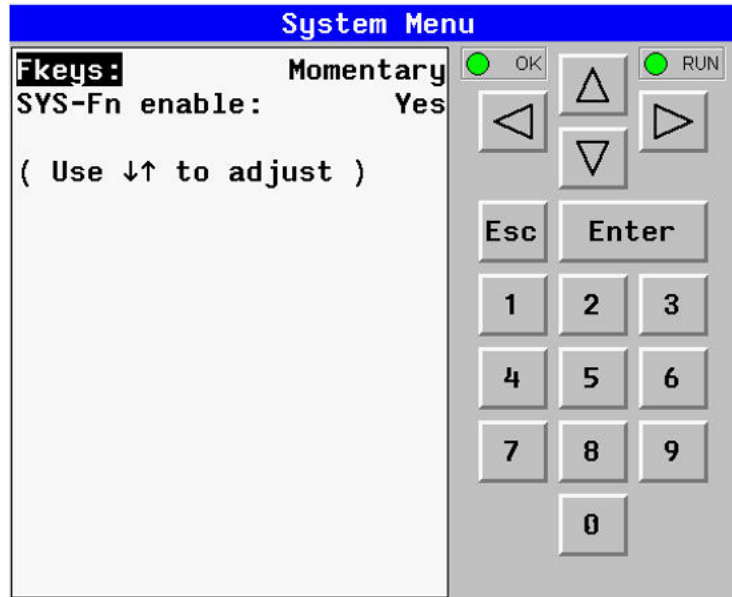 System Menu
Fkeys: Momentary
SYS-Fn enable: Yes
( Use ↓↑ to adjust )
OK
RUN
Esc Enter
1 2 3
4 5 6
7 8 9
0